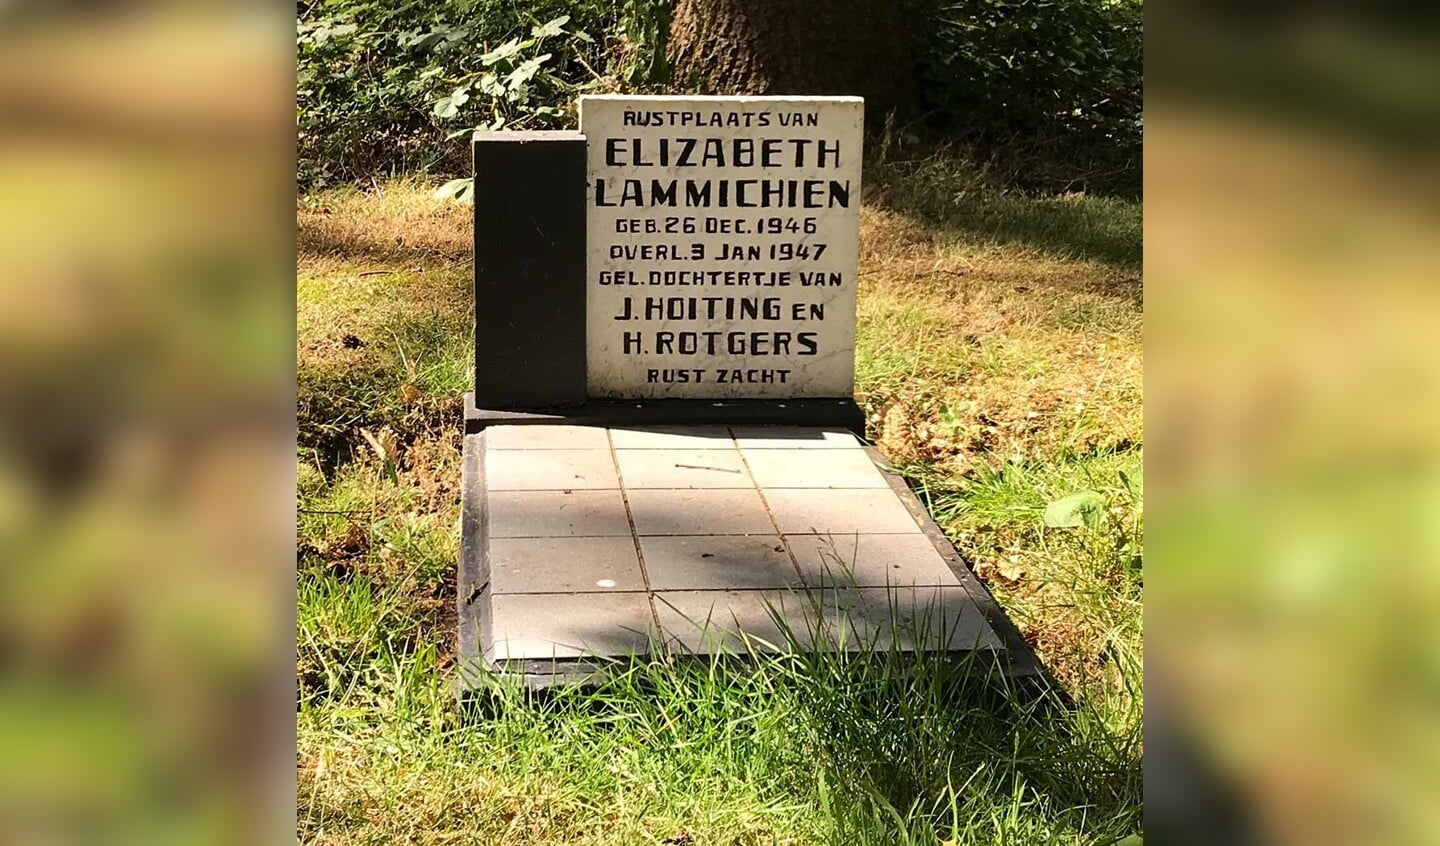 RUSTPLAATS VAN
ELIZABETH
LAMMICHIEN
GEB. 26 DEC. 1946
OVERL. 3 JAN 1947
GEL. DOCHTERTJE VAN
J. HOITING EN
H. ROTGERS
RUST ZACHT